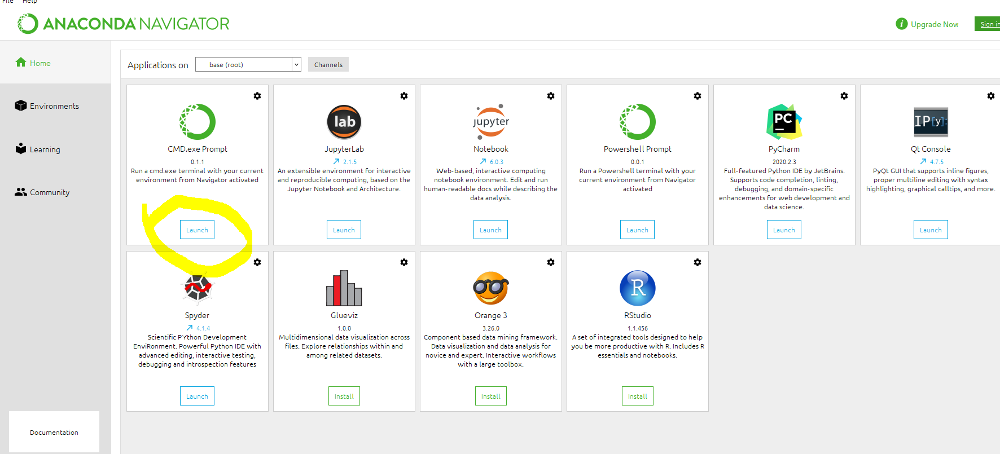 File Help
ANACONDA NAVIGATOR
Upgrade Now
Sign in
Home
Environments
Learning
Community
Documentation
Applications on
base (root)
Channels
CMD.exe Prompt
0.1.1
Run a cmd.exe terminal with your current
environment from Navigator activated
Launch
lab
JupyterLab
2.1.5
An extensible environment for interactive
and reproducible computing, based on the
Jupyter Notebook and Architecture.
Launch
jupyter
Notebook
6.0.3
Web-based, interactive computing
notebook environment. Edit and run
human-readable docs while describing the
data analysis.
Launch
Powershell Prompt
0.0.1
Run a Powershell terminal with your
current environment from Navigator
activated
Launch
PC
PyCharm
2020.2.3
Full-featured Python IDE by JetBrains.
Supports code completion, linting,
debugging, and domain-specific
enhancements for web development and
data science.
Launch
IP[y]:
Qt Console
4.7.5
PyQt GUI that supports inline figures,
proper multiline editing with syntax
highlighting, graphical calltips, and more.
Launch
Spyder
4.1.4
Scientific PYthon Development
EnviRonment. Powerful Python IDE with
advanced editing, interactive testing,
debugging and introspection features
Launch
Glueviz
1.0.0
Multidimensional data visualization across
files. Explore relationships within and
among related datasets.
Install
Orange 3
3.26.0
Component based data mining framework.
Data visualization and data analysis for
novice and expert. Interactive workflows
with a large toolbox.
Install
R
RStudio
1.1.456
A set of integrated tools designed to help
you be more productive with R. Includes R
essentials and notebooks.
Install